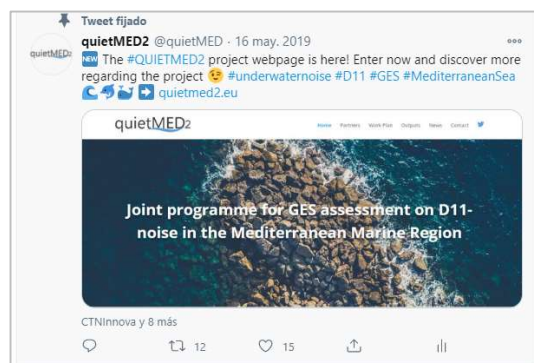 Tweet fijado
quietMED2 @quietMED · 16 may. 2019
quietMED2
NEW The #QUIETMED2 project webpage is here! Enter now and discover more
regarding the project 😉 #underwaternoise #D11 #GES #MediterraneanSea
🌊🐬🐳➡️ quietmed2.eu
quietMED2
Home Partners Work Plan Outputs News Contact
Joint programme for GES assessment on D11-
noise in the Mediterranean Marine Region
CTNInnova y 8 más
12 15